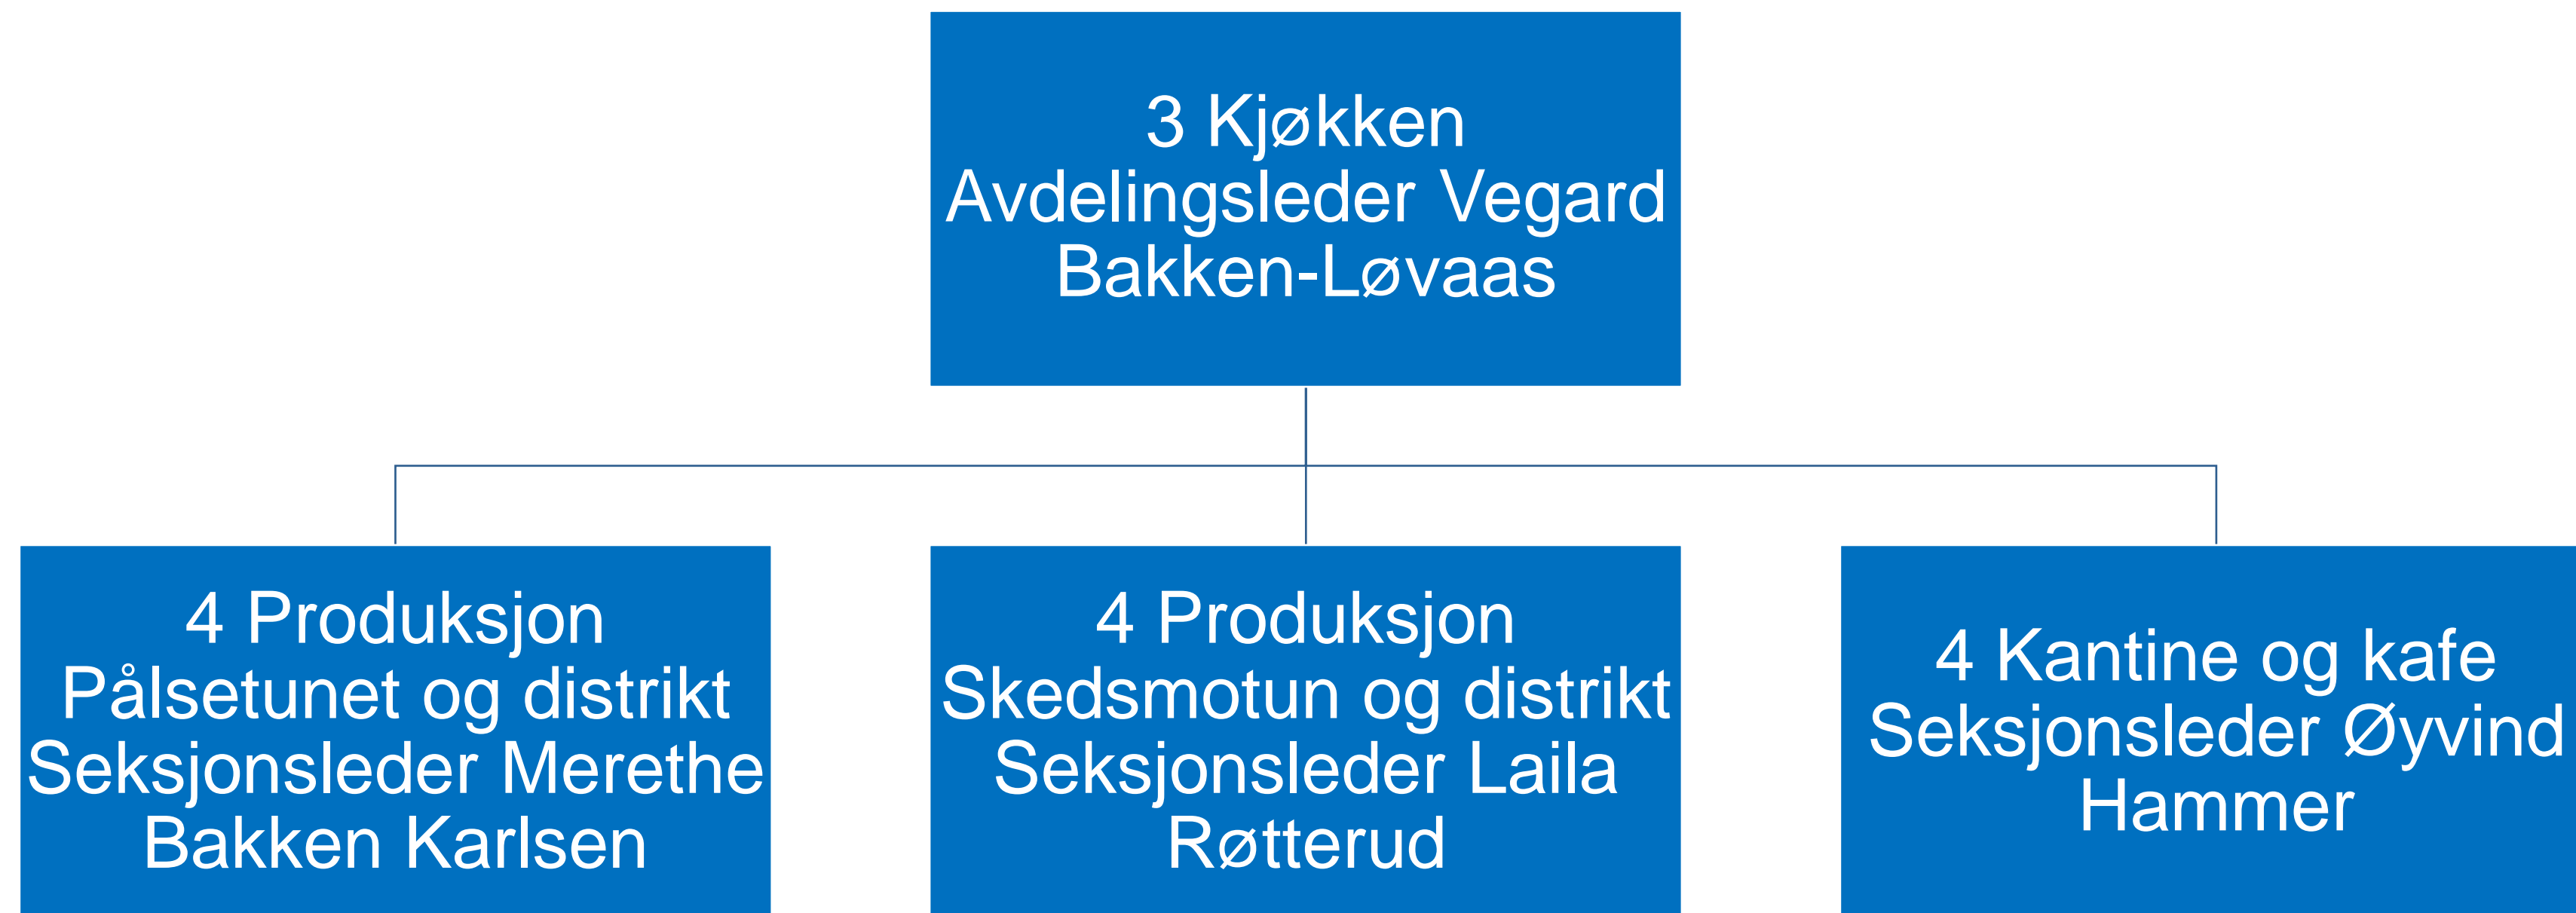 3 Kjøkken
Avdelingsleder Vegard
Bakken-Løvaas
4 Produksjon
Pålsetunet og distrikt
Seksjonsleder Merethe
Bakken Karlsen
4 Produksjon
Skedsmotun og distrikt
Seksjonsleder Laila
Røtterud
4 Kantine og kafe
Seksjonsleder Øyvind
Hammer